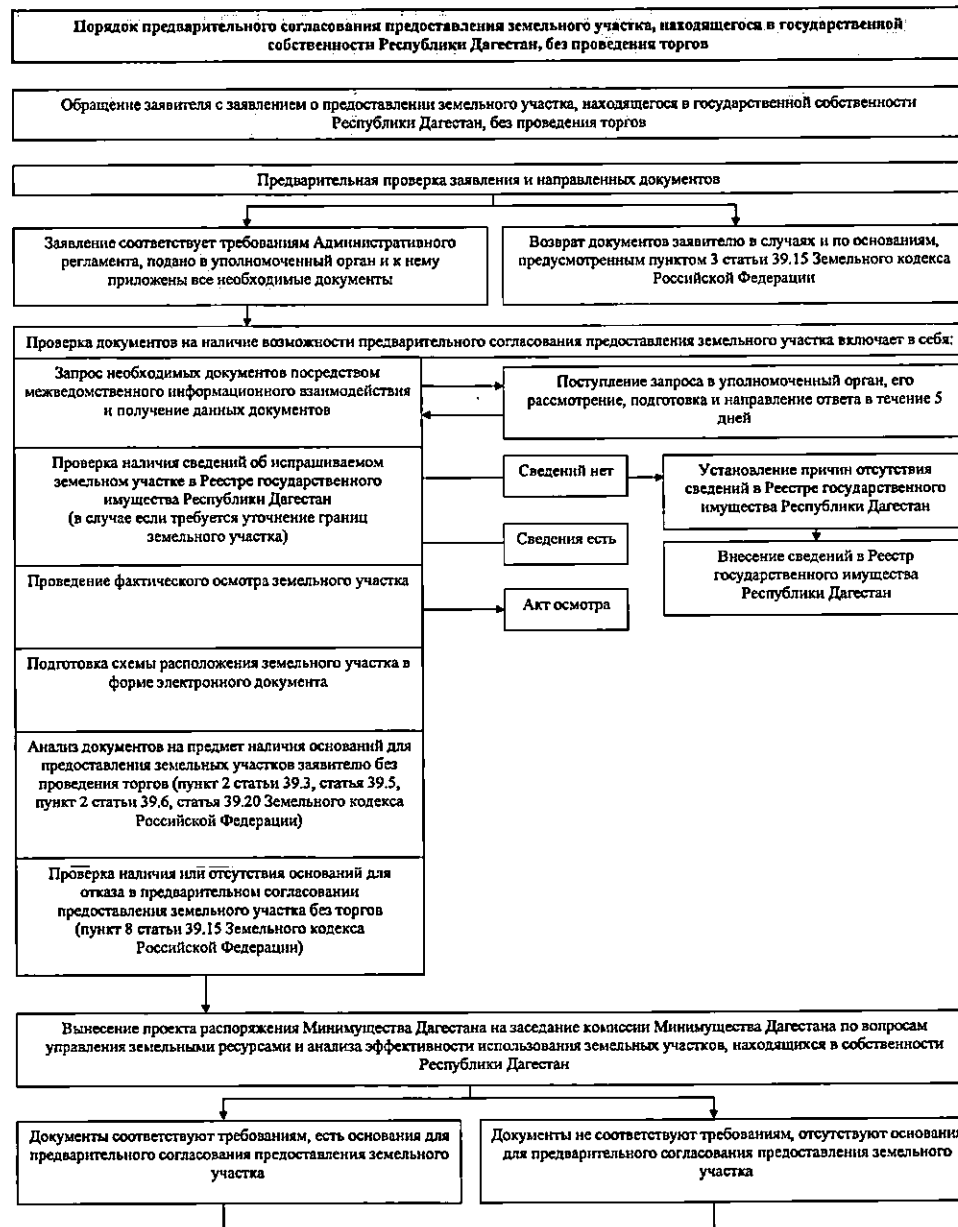 Порядок предварительного согласования предоставления земельного участка, находящегося в государственной
собственности Республики Дагестан, без проведения торгов
Обращение заявителя с заявлением о предоставлении земельного участка, находящегося в государственной собственности
Республики Дагестан, без проведения торгов
Предварительная проверка заявления и направленных документов
Заявление соответствует требованиям Административного
регламента, подано в уполномоченный орган и к нему
приложены все необходимые документы
Возврат документов заявителю в случаях и по основаниям,
предусмотренным пунктом 3 статьи 39.15 Земельного кодекса
Российской Федерации
Проверка документов на наличие возможности предварительного согласования предоставления земельного участка включает в себя:
Запрос необходимых документов посредством
межведомственного информационного взаимодействия
и получение данных документов
Поступление запроса в уполномоченный орган, его
рассмотрение, подготовка и направление ответа в течение 5
дней
Проверка наличия сведений об испрашиваемом
земельном участке в Реестре государственного
имущества Республики Дагестан
(в случае если требуется уточнение границ
земельного участка)
Сведений нет
Установление причин отсутствия
сведений в Реестре государственного
имущества Республики Дагестан
Сведения есть
Внесение сведений в Реестр
государственного имущества
Республики Дагестан
Проведение фактического осмотра земельного участка
Акт осмотра
Подготовка схемы расположения земельного участка в
форме электронного документа
Анализ документов на предмет наличия оснований для
предоставления земельных участков заявителю без
проведения торгов (пункт 2 статьи 39.3, статья 39.5,
пункт 2 статьи 39.6, статья 39.20 Земельного кодекса
Российской Федерации)
Проверка наличия или отсутствия оснований для
отказа в предварительном согласовании
предоставления земельного участка без торгов
(пункт 8 статьи 39.15 Земельного кодекса
Российской Федерации)
Вынесение проекта распоряжения Минимущества Дагестана на заседание комиссии Минимущества Дагестана по вопросам
управления земельными ресурсами и анализа эффективности использования земельных участков, находящихся в собственности
Республики Дагестан
Документы соответствуют требованиям, есть основания для
предварительного согласования предоставления земельного
участка
Документы не соответствуют требованиям, отсутствуют основания
для предварительного согласования предоставления земельного
участка